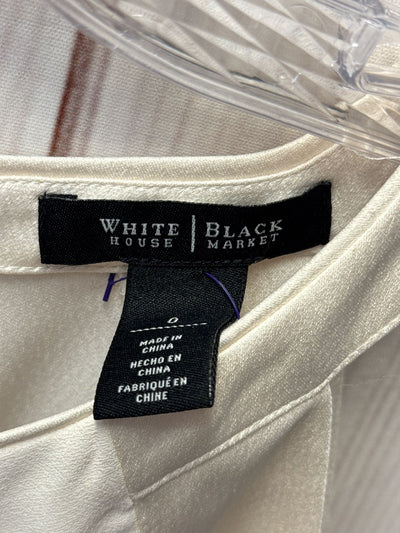 WHITE | BLACK
HOUSE | MARKET
0
MADE IN
CHINA
HECHO EN
CHINA
FABRIQUÉ EN
CHINE